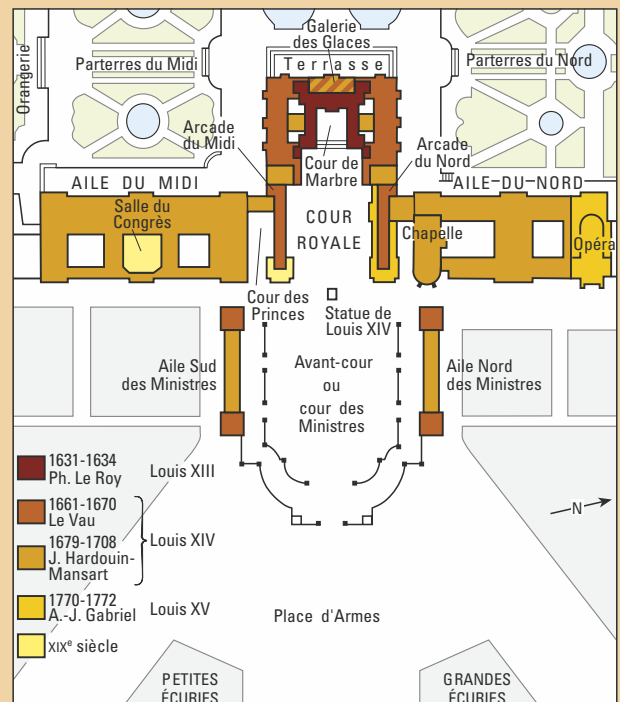 Galerie
des Glaces
Orangerie
Parterres du Midi
Terrasse
Parterres du Nord
Arcade
du Midi
Arcade
du Nord
Cour de
Marbre
AILE DU MIDI
AILE-DU-NORD
Salle du
Congrès
COUR
ROYALE
Chapelle
Opéra
Cour des
Princes
Statue de
Louis XIV
Aile Sud
des Ministres
Avant-cour
ou
cour des
Ministres
Aile Nord
des Ministres
1631-1634
Ph. Le Roy
Louis XIII
1661-1670
Le Vau
Louis XIV
1679-1708
J. Hardouin-
Mansart
1770-1772
A.-J. Gabriel
Louis XV
XIXe siècle
N
Place d'Armes
PETITES
ÉCURIES
GRANDES
ÉCURIES